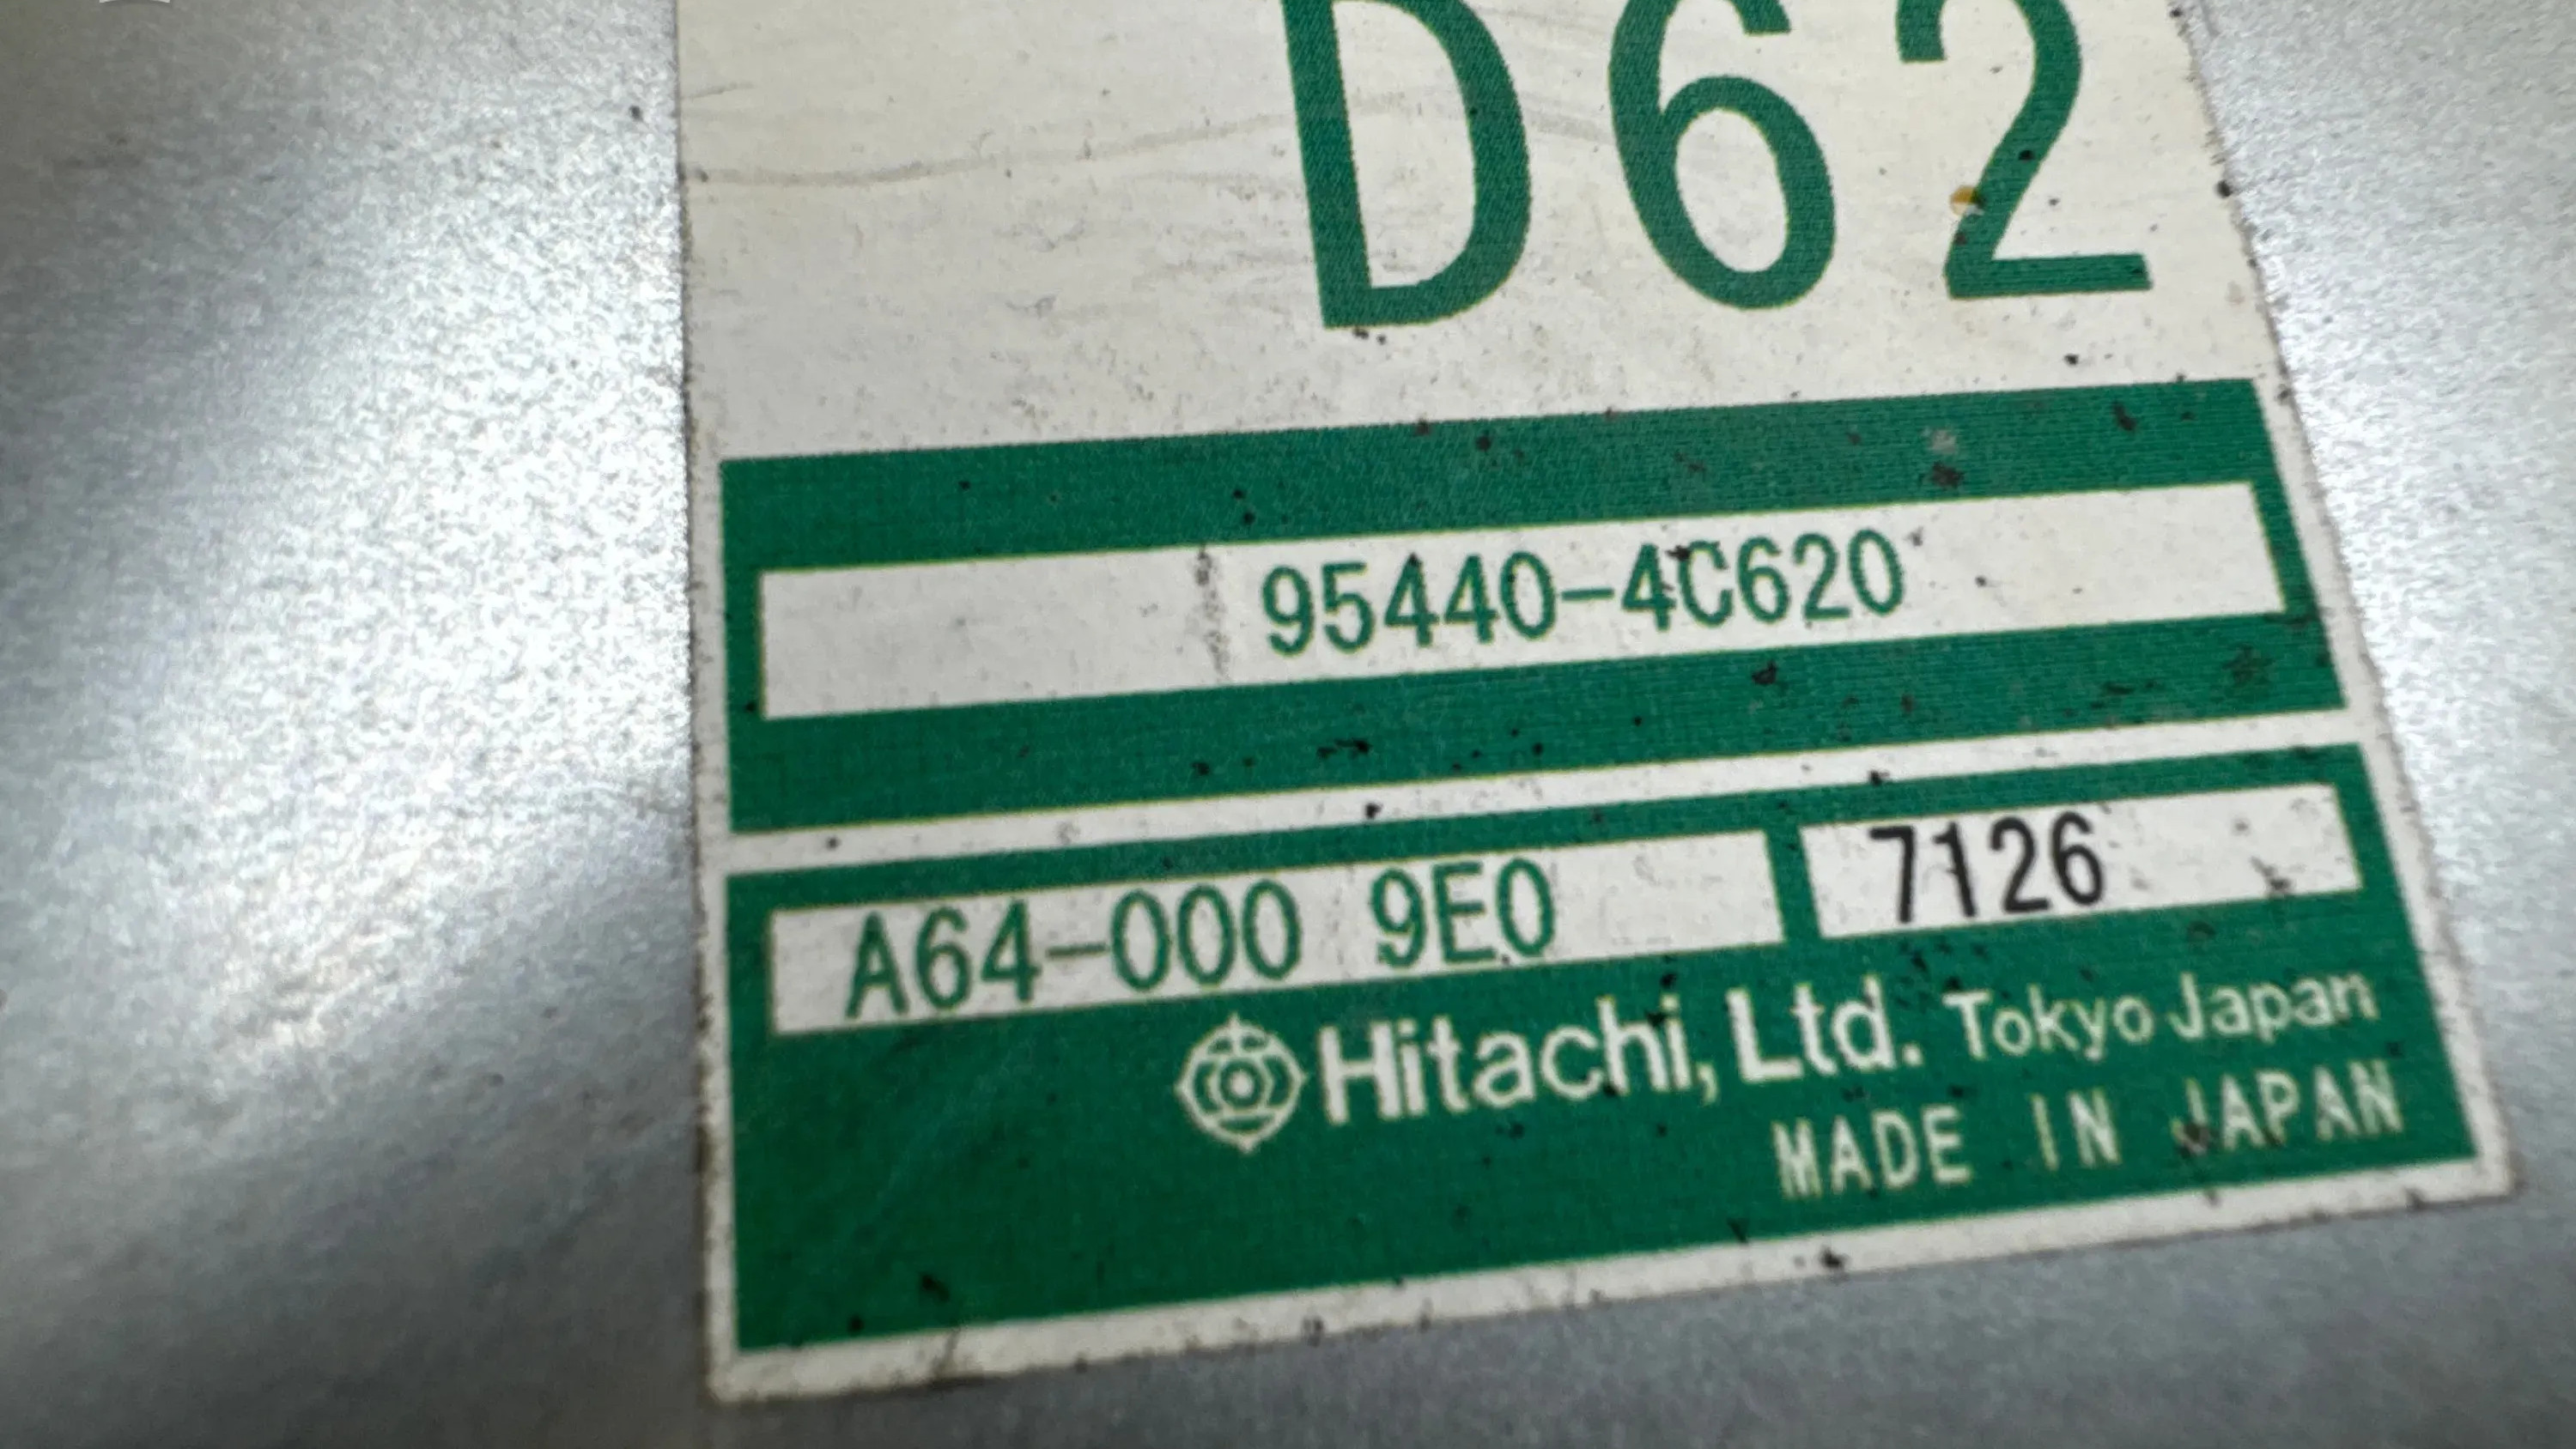 D62
95440-4C620
A64-000 9E0
7126
Hitachi, Ltd. Tokyo Japan
MADE IN JAPAN